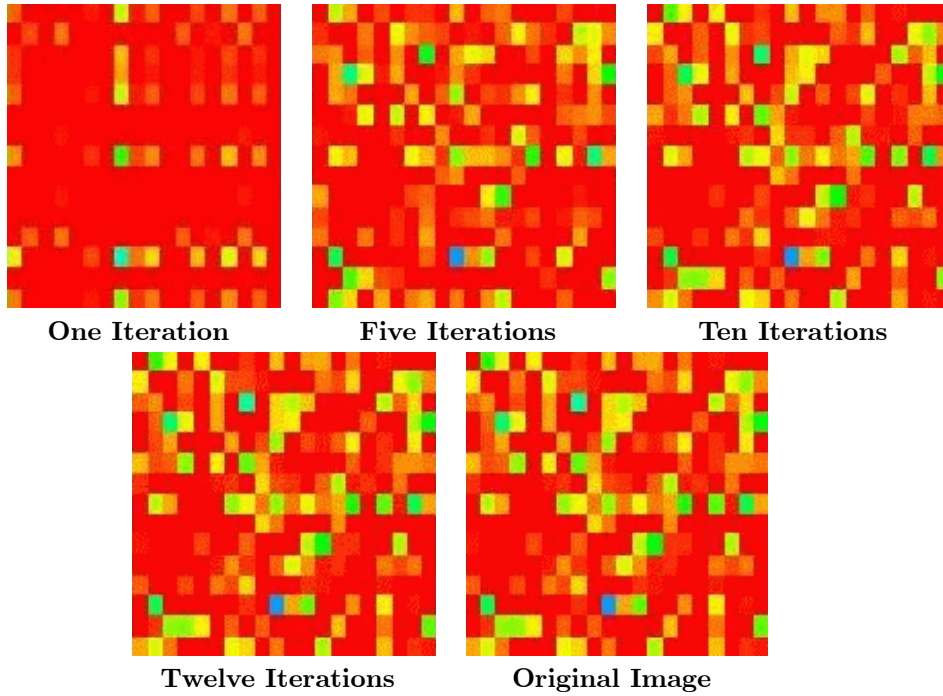 One Iteration
Five Iterations
Ten Iterations
Twelve Iterations
Original Image